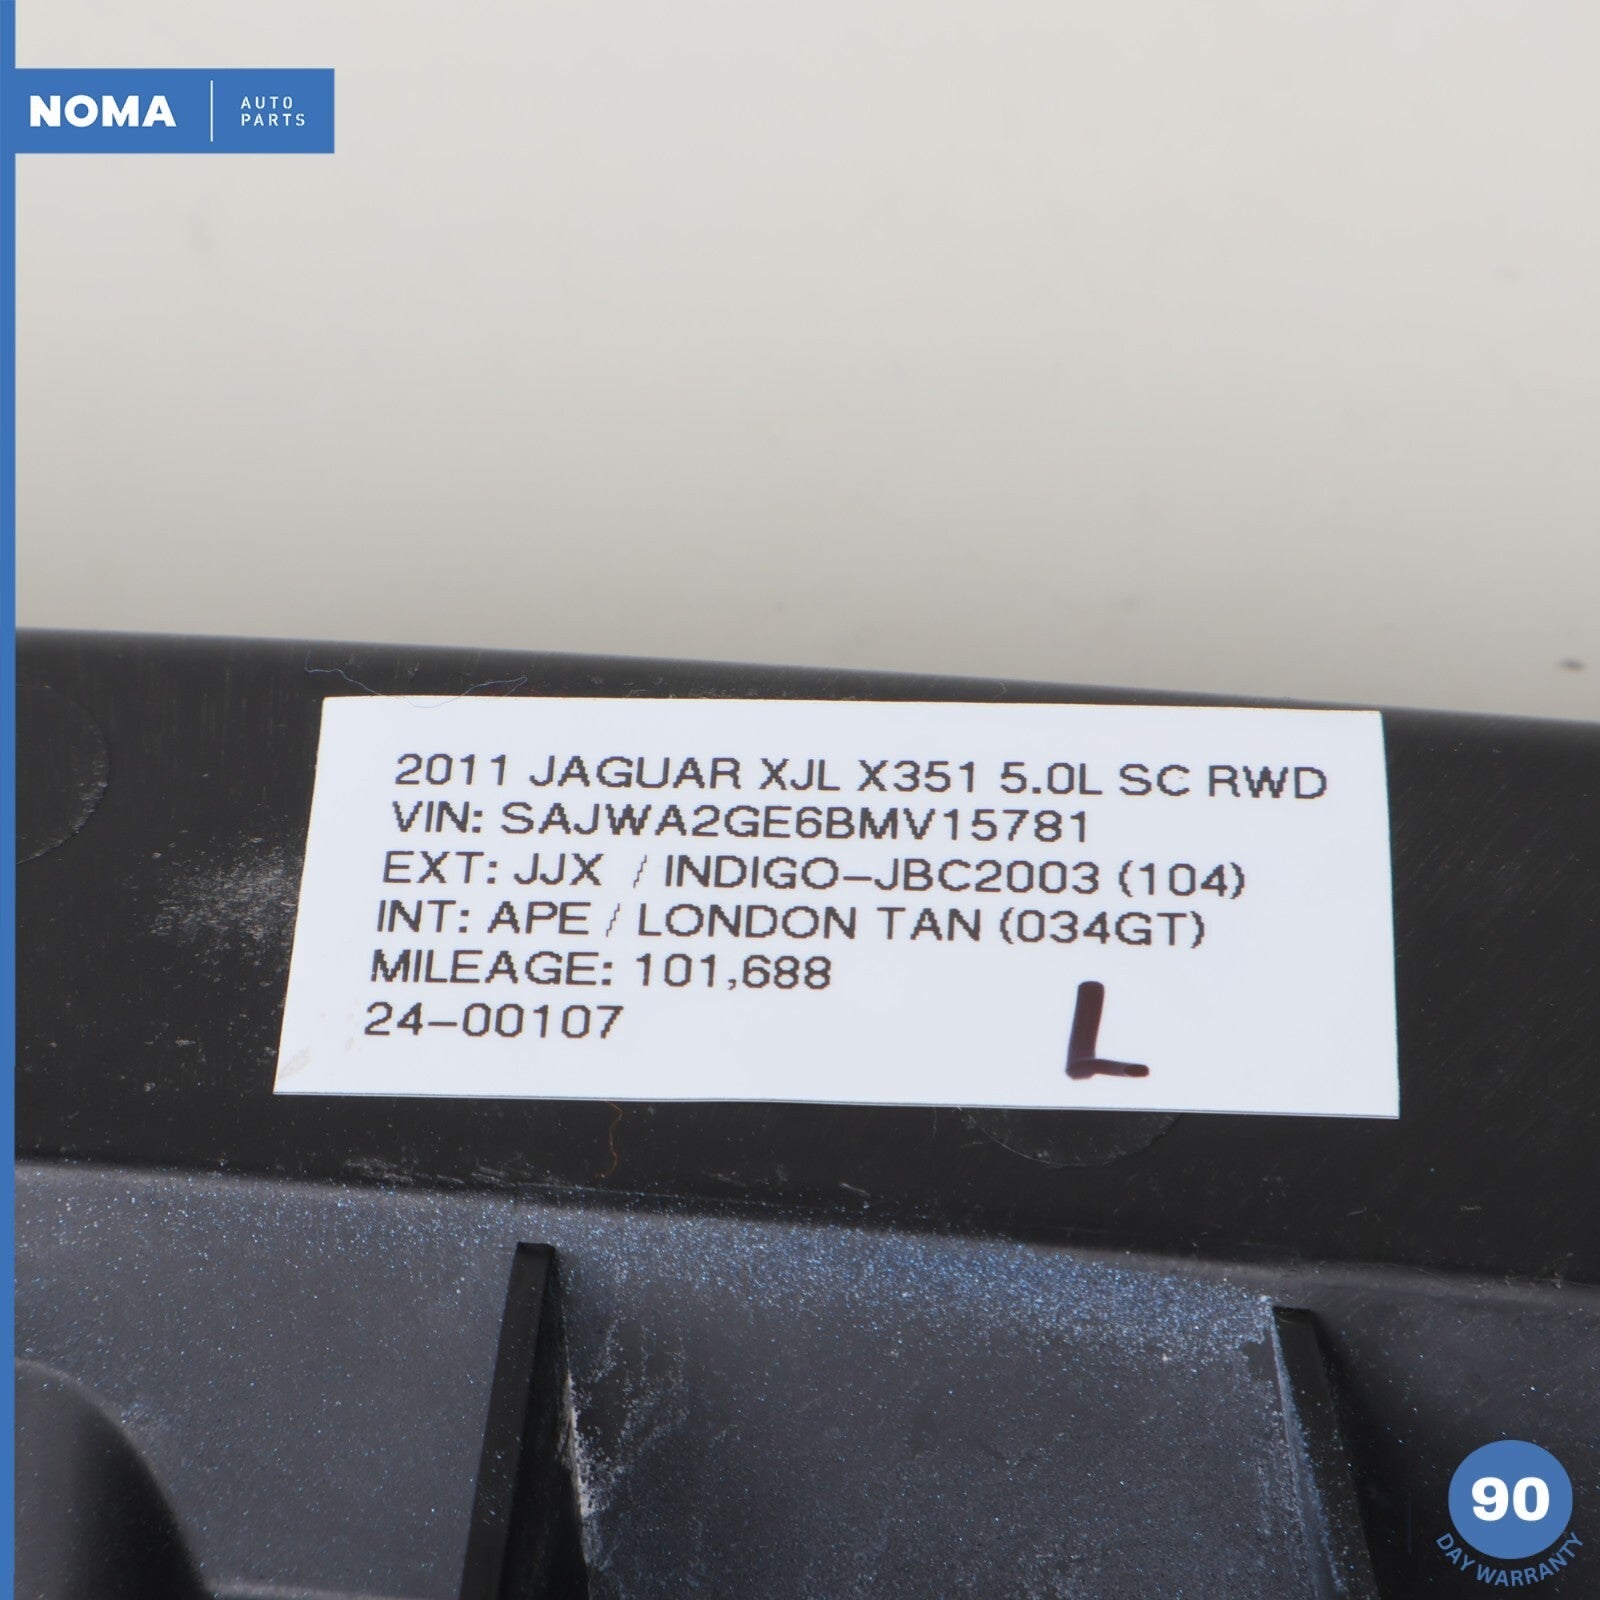 NOMA
AUTO
PARTS
2011 JAGUAR XJL X351 5.0L SC RWD
VIN: SAJWA2GE6BMV15781
EXT: JJX / INDIGO-JBC2003 (104)
INT: APE / LONDON TAN (034GT)
MILEAGE: 101,688
24-00107
L
90
DAY WARRANTY